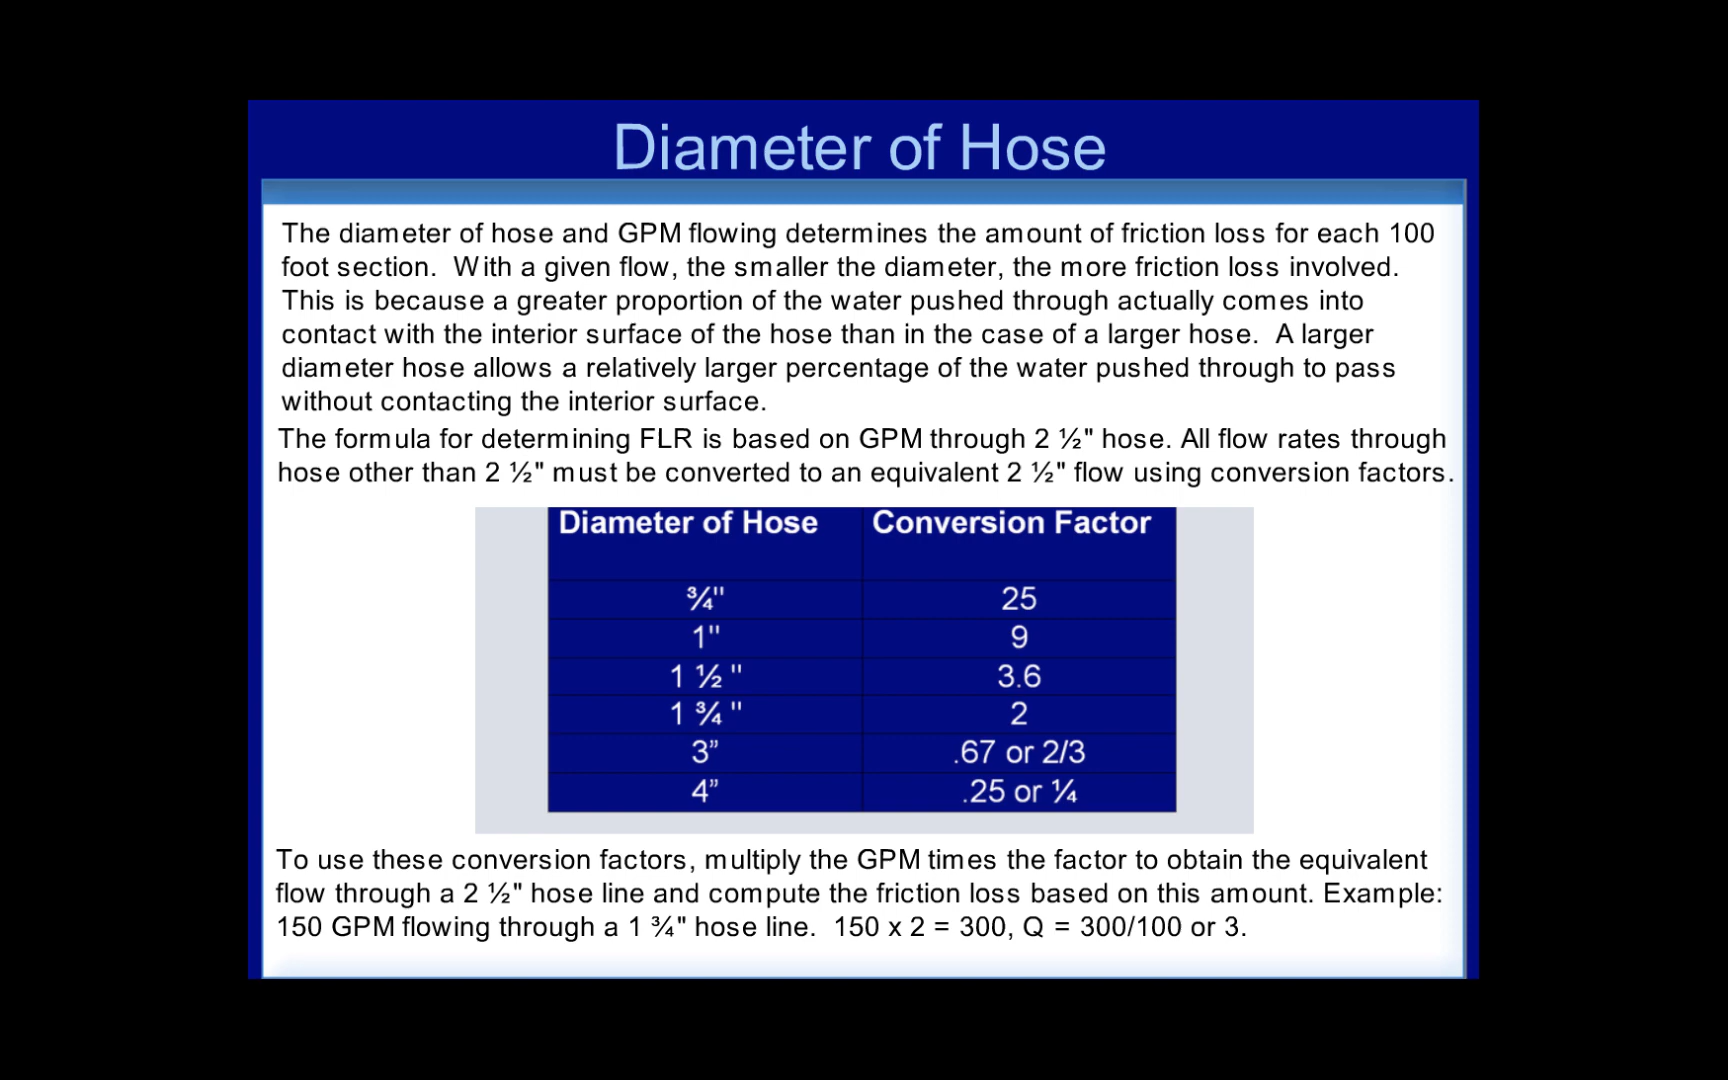 Diameter of Hose
The diameter of hose and GPM flowing determines the amount of friction loss for each 100
foot section.  With a given flow, the smaller the diameter, the more friction loss involved.
This is because a greater proportion of the water pushed through actually comes into
contact with the interior surface of the hose than in the case of a larger hose.  A larger
diameter hose allows a relatively larger percentage of the water pushed through to pass
without contacting the interior surface.
The formula for determining FLR is based on GPM through 2 ½" hose. All flow rates through
hose other than 2 ½" must be converted to an equivalent 2 ½" flow using conversion factors.
Diameter of Hose Conversion Factor
¾" 25
1" 9
1 ½ " 3.6
1 ¾ " 2
3” .67 or 2/3
4” .25 or ¼
To use these conversion factors, multiply the GPM times the factor to obtain the equivalent
flow through a 2 ½" hose line and compute the friction loss based on this amount. Example:
150 GPM flowing through a 1 ¾" hose line.  150 x 2 = 300, Q = 300/100 or 3.